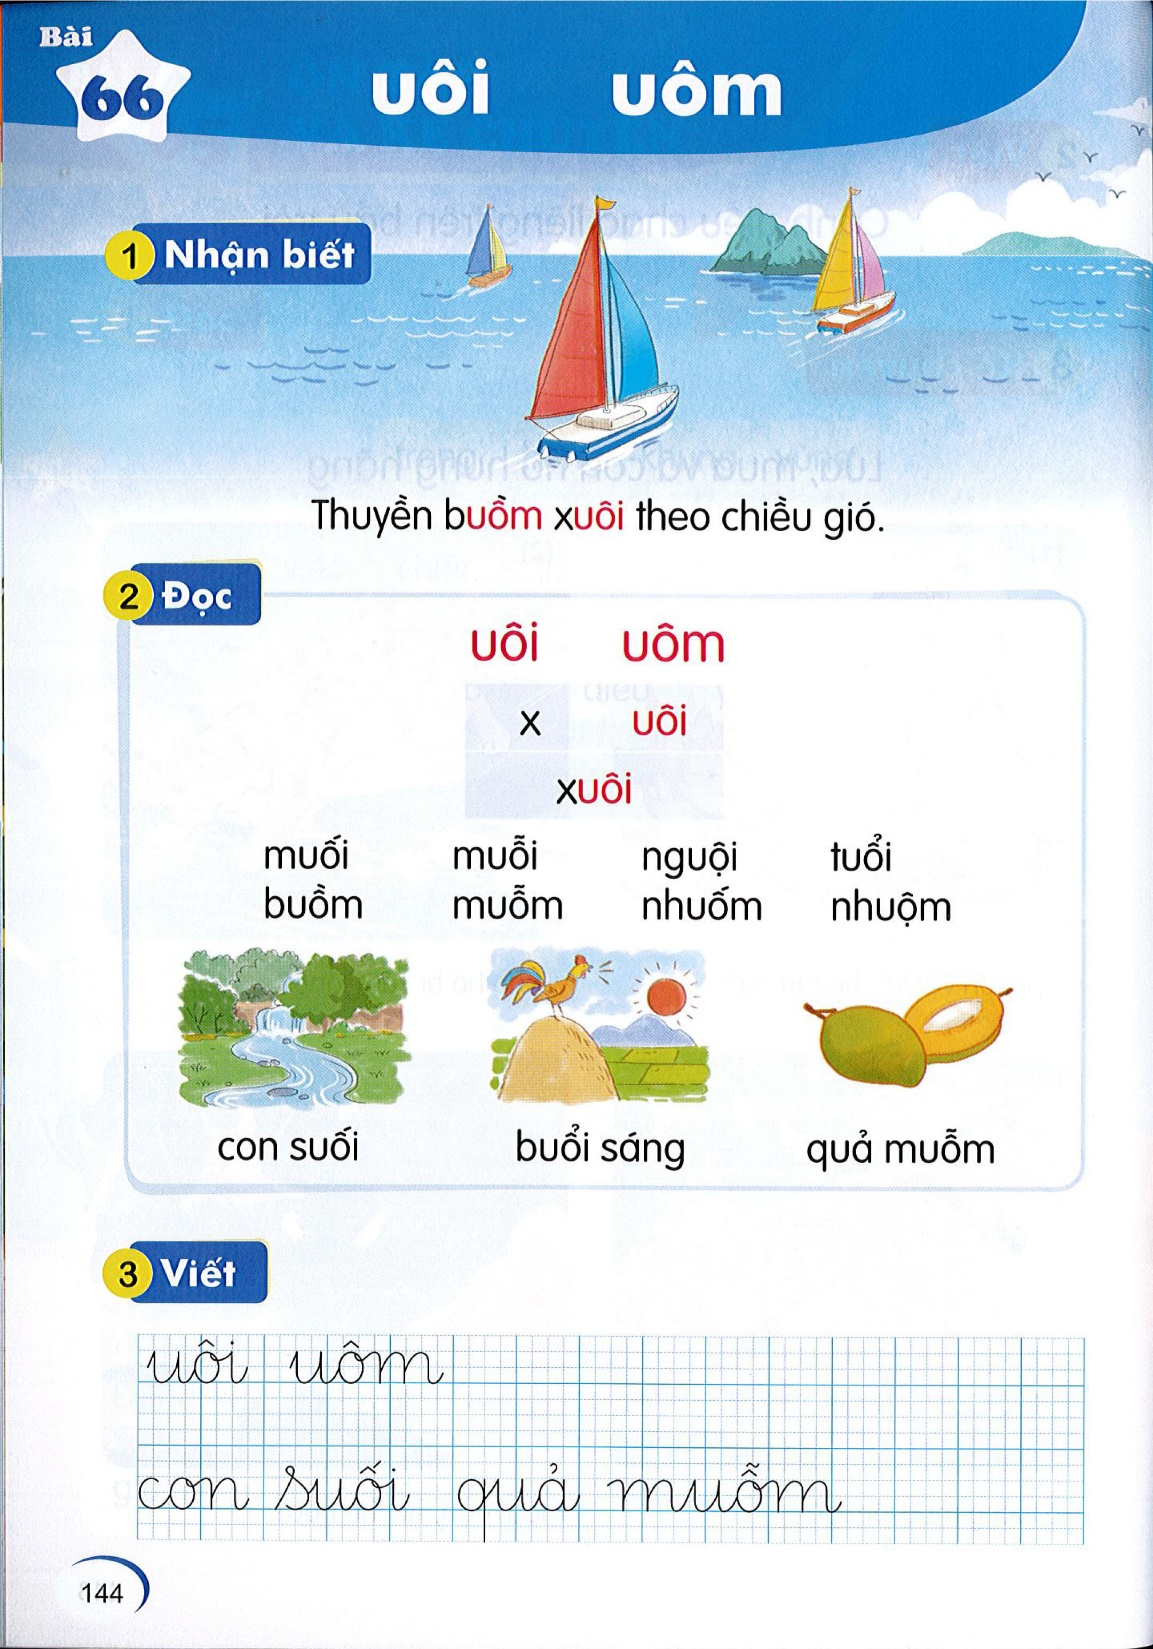 Bài
66
uôi uôm
1 Nhận biết
Thuyền buồm xuôi theo chiều gió.
2 Đọc
uôi uôm
x uôi
xuôi
muối muỗi nguội tuổi
buồm muỗm nhuốm nhuộm
con suối buổi sáng quả muỗm
3 Viết
uôi uôm
con suối quả muỗm
144